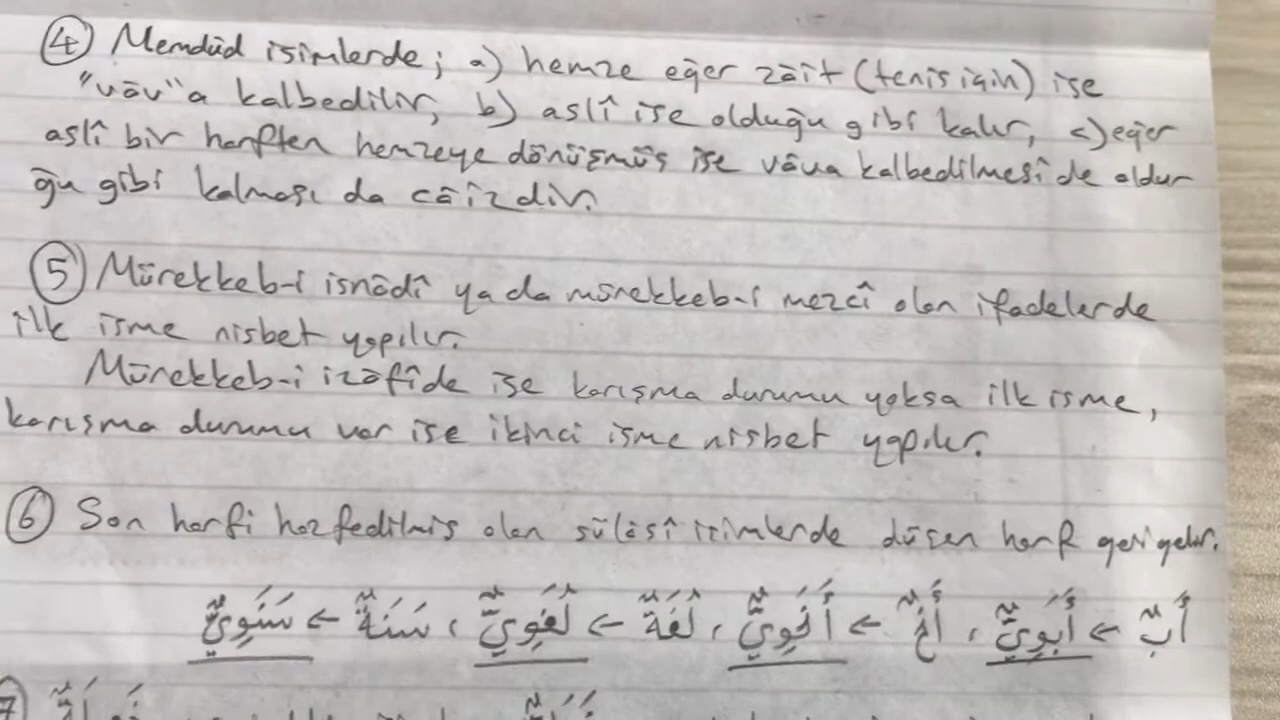 ④ Memdûd isimlerde; a) hemze eğer zâit (tenis için) ise
"vâv"a kalbedilir, b) aslî ise olduğu gibi kalır, c) eğer
aslî bir harften hemzeye dönüşmüş ise vâva kalbedilmesi de oldu-
ğu gibi kalması da câizdir.
⑤ Mürekkeb-i isnâdî ya da mürekkeb-i mezcî olan ifadelerde
ilk isme nisbet yapılır.
Mürekkeb-i izâfîde ise karışma durumu yoksa ilk isme,
karışma durumu var ise ikinci isme nisbet yapılır.
⑥ Son harfi hazfedilmiş olan sülâsî isimlerde düşen harf geri gelir.
أَبٌ ← أَبَوِيٌّ ، أَخٌ ← أَخَوِيٌّ ، لُغَةٌ ← لُغَوِيٌّ ، سَنَةٌ ← سَنَوِيٌّ
7